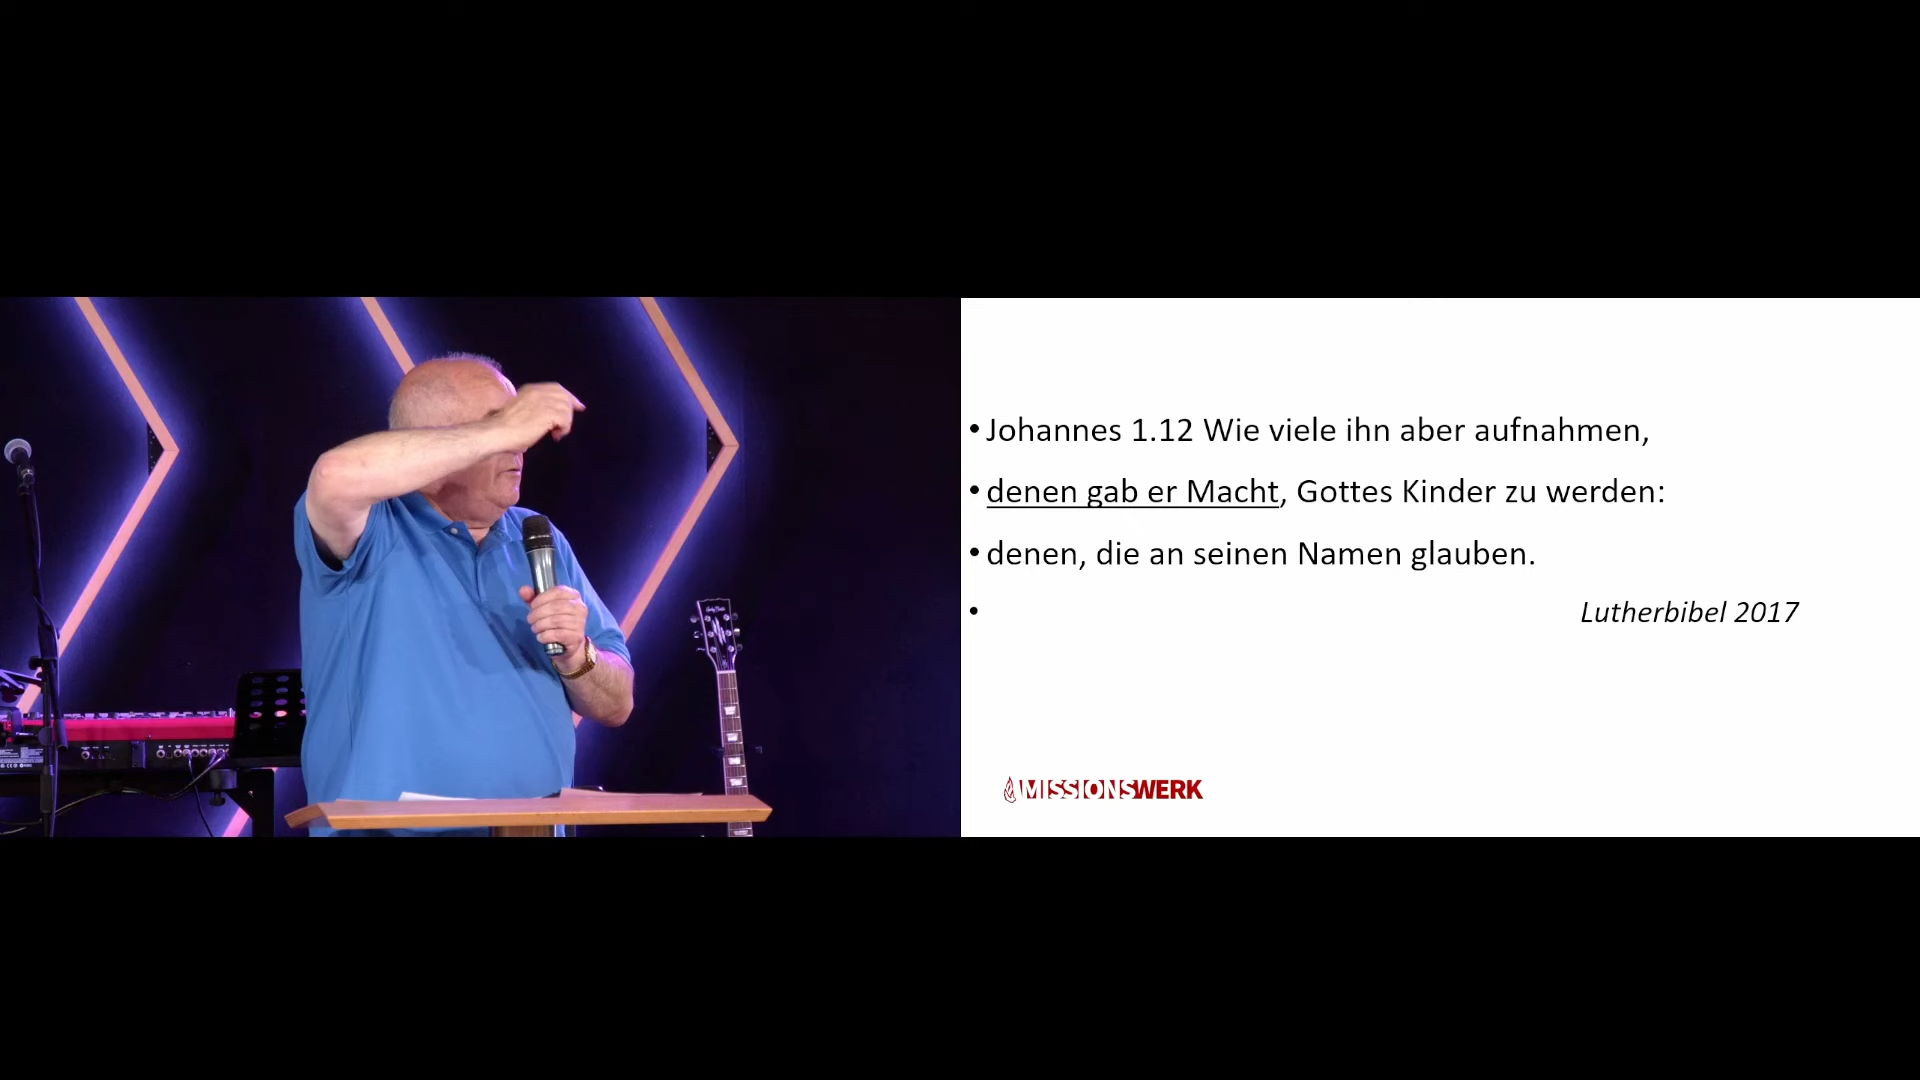 • Johannes 1.12 Wie viele ihn aber aufnahmen,
• denen gab er Macht, Gottes Kinder zu werden:
• denen, die an seinen Namen glauben.
• Lutherbibel 2017
MISSIONSWERK